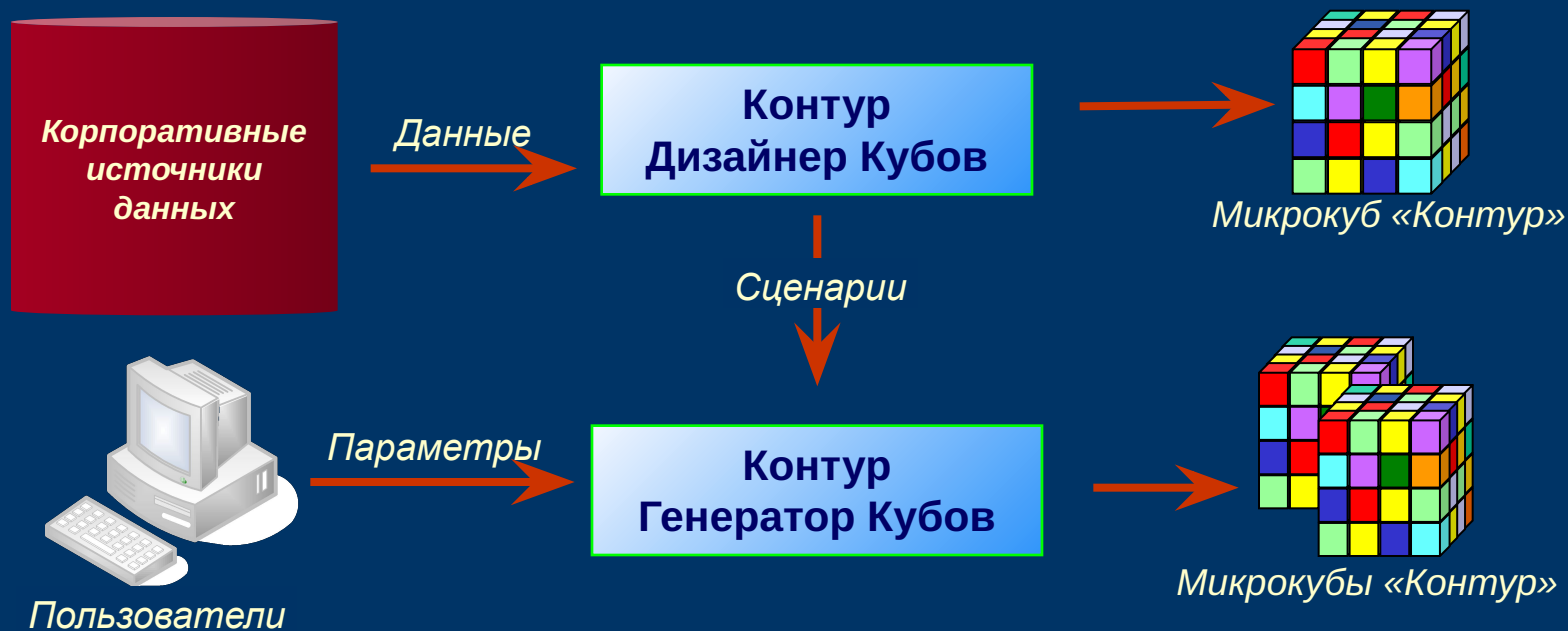 Корпоративные
источники
данных
Данные
Контур
Дизайнер Кубов
Микрокуб «Контур»
Сценарии
Параметры
Контур
Генератор Кубов
Микрокубы «Контур»
Пользователи